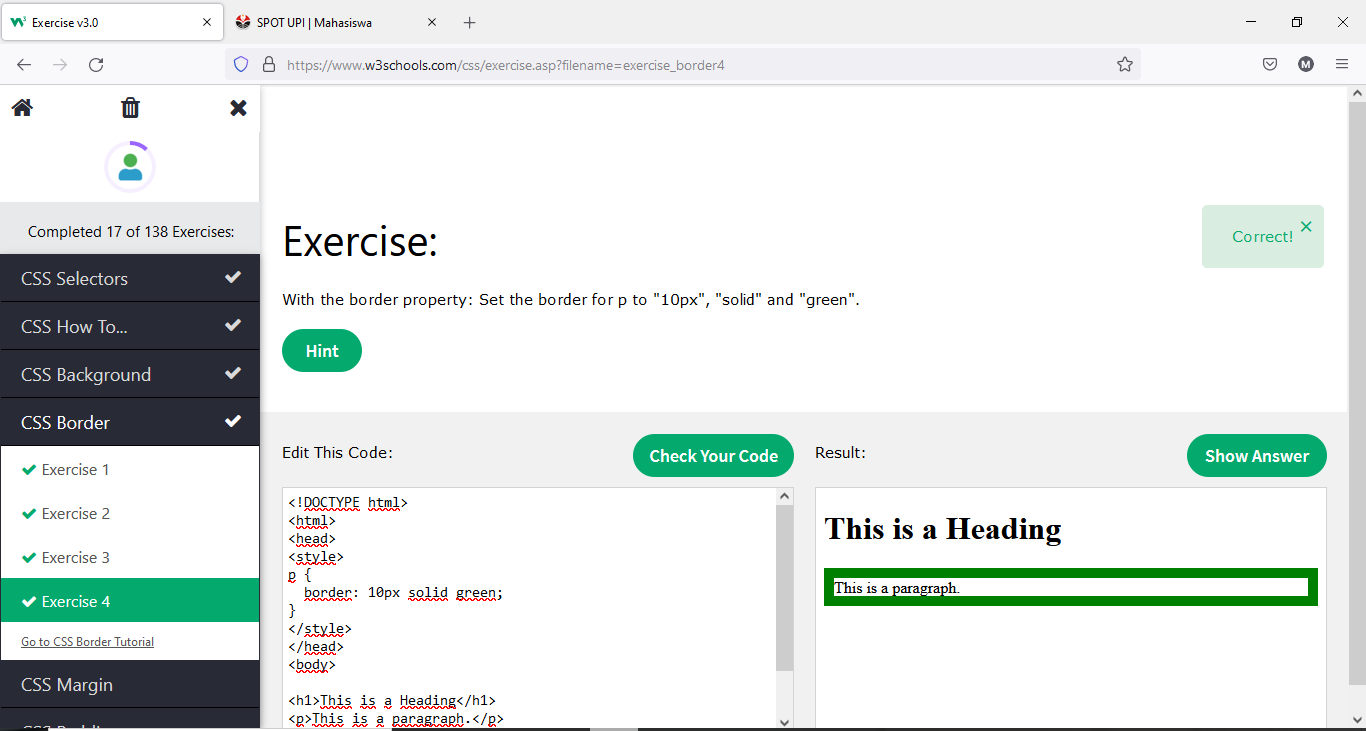 Exercise v3.0
SPOT UPI | Mahasiswa
https://www.w3schools.com/css/exercise.asp?filename=exercise_border4
M
Completed 17 of 138 Exercises:
CSS Selectors
CSS How To...
CSS Background
CSS Border
Exercise 1
Exercise 2
Exercise 3
Exercise 4
Go to CSS Border Tutorial
CSS Margin
Exercise:
Correct!
With the border property: Set the border for p to "10px", "solid" and "green".
Hint
Edit This Code:
Check Your Code
<!DOCTYPE html>
<html>
<head>
<style>
p {
  border: 10px solid green;
}
</style>
</head>
<body>
<h1>This is a Heading</h1>
<p>This is a paragraph.</p>
Result:
Show Answer
This is a Heading
This is a paragraph.